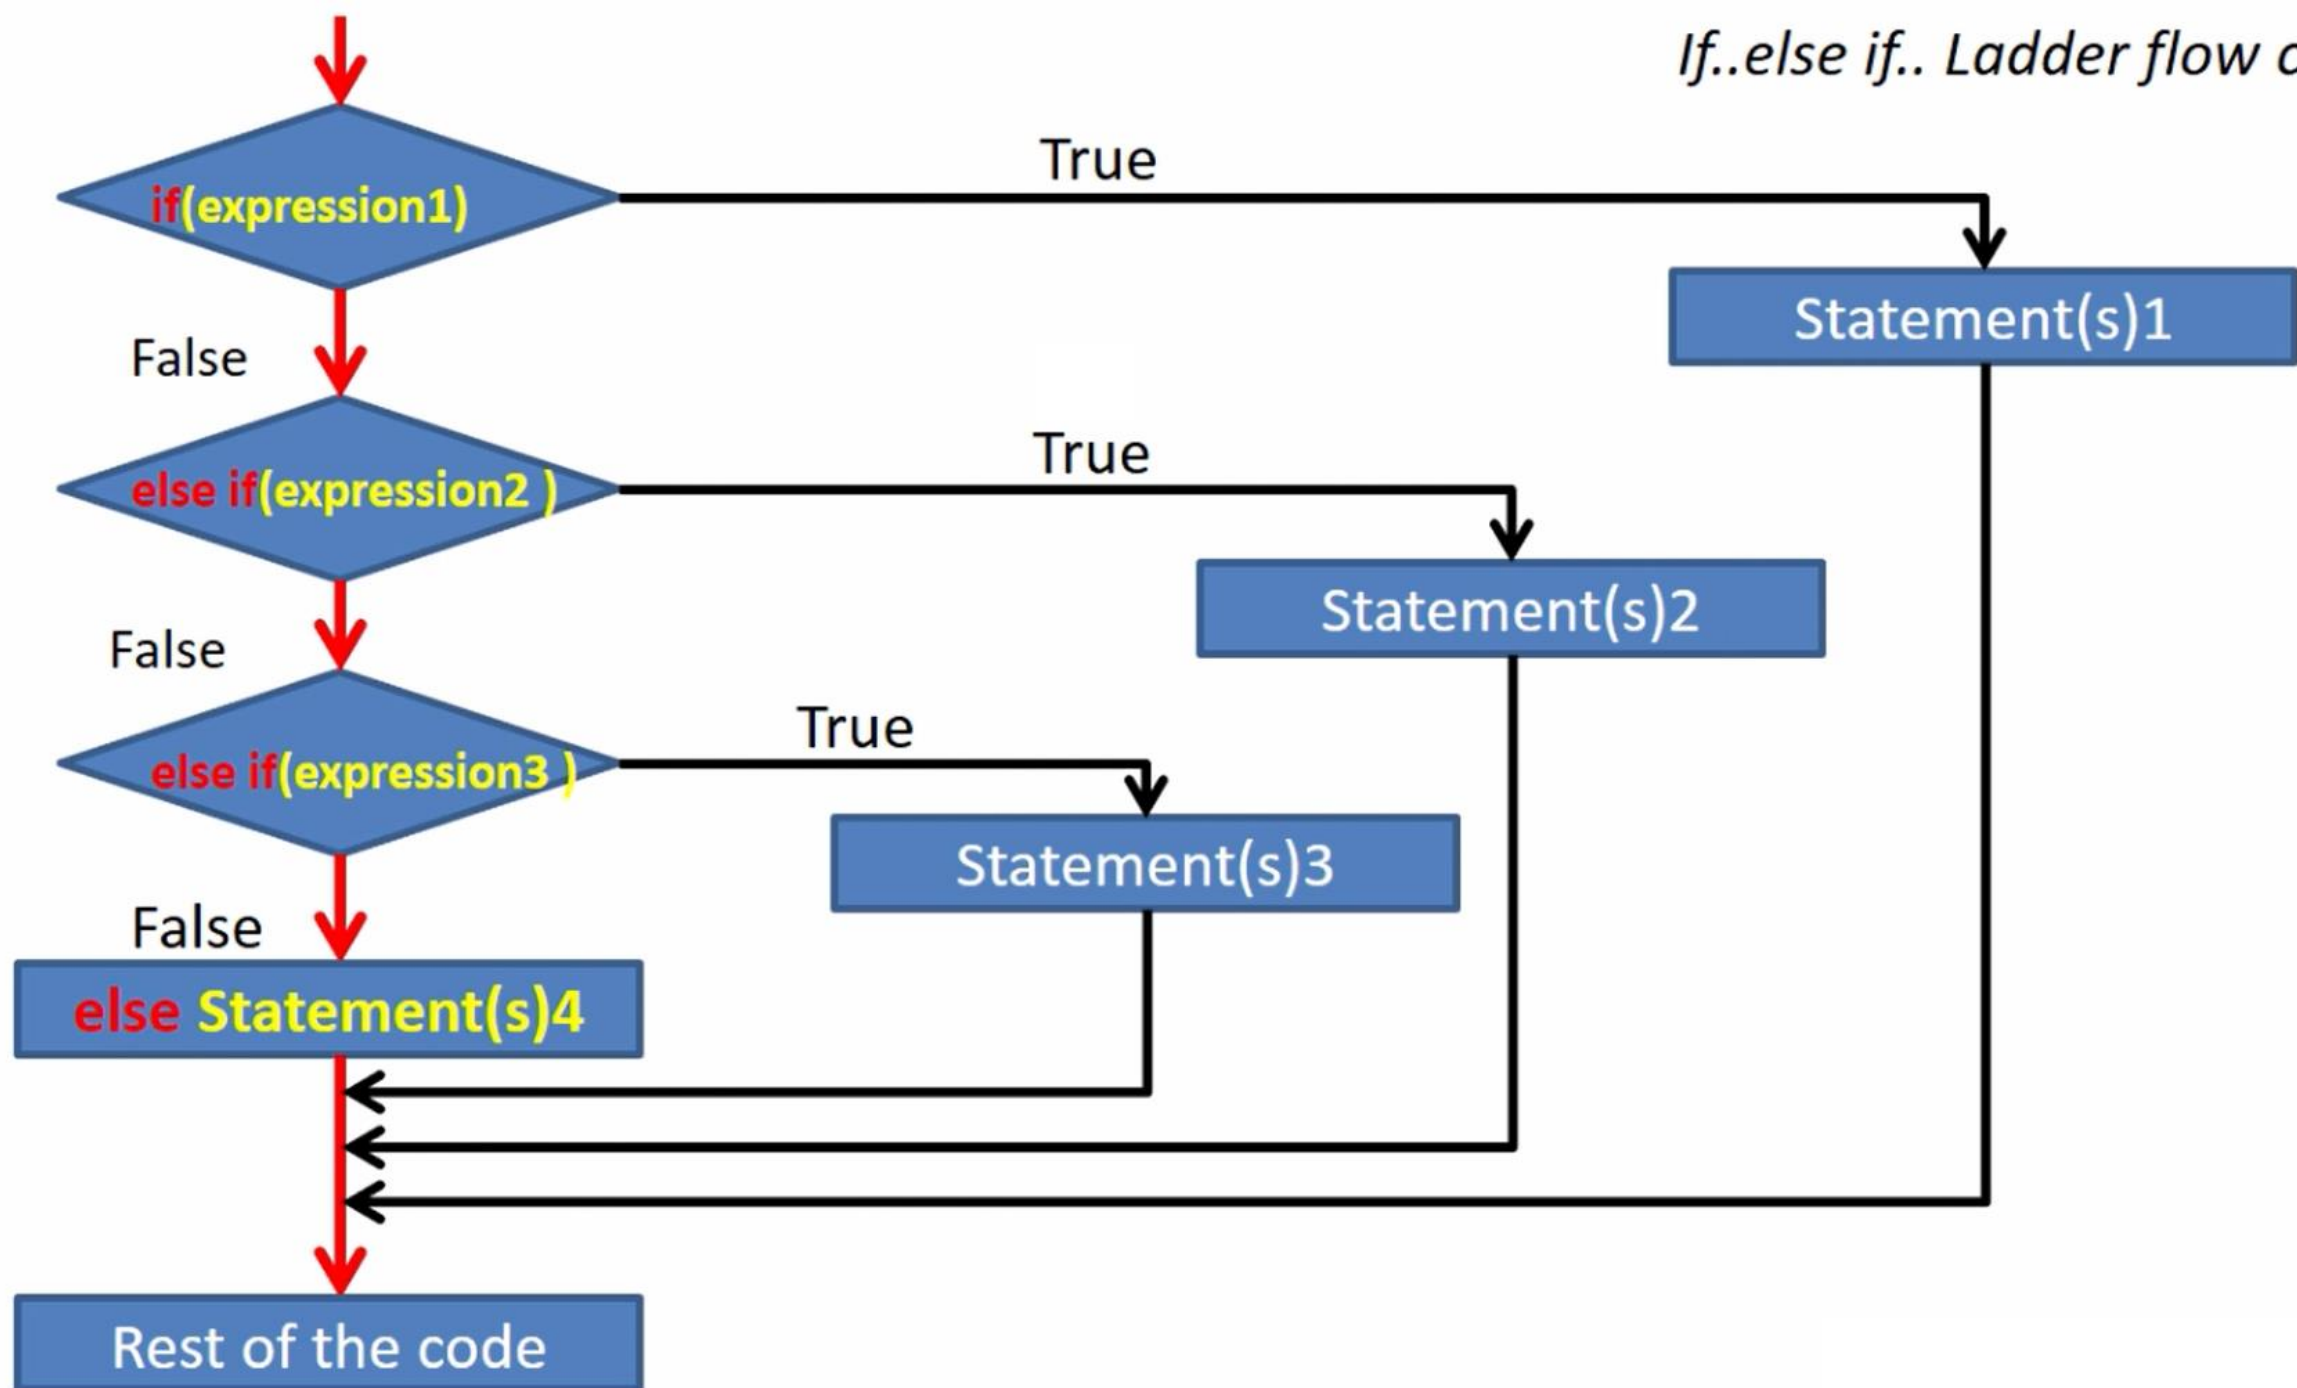 If..else if.. Ladder flow
True
if(expression1)
Statement(s)1
False
True
else if(expression2 )
Statement(s)2
False
True
else if(expression3 )
Statement(s)3
False
else Statement(s)4
Rest of the code